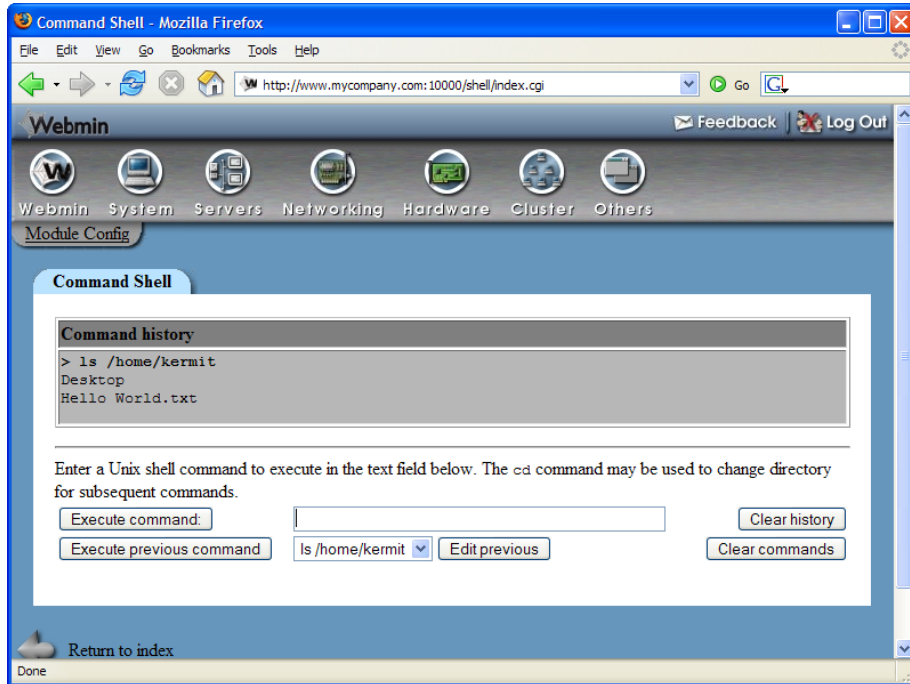 Command Shell - Mozilla Firefox
File Edit View Go Bookmarks Tools Help
http://www.mycompany.com:10000/shell/index.cgi Go G
Webmin Feedback Log Out
Webmin System Servers Networking Hardware Cluster Others
Module Config
Command Shell
Command history
> ls /home/kermit
Desktop
Hello World.txt
Enter a Unix shell command to execute in the text field below. The cd command may be used to change directory
for subsequent commands.
Execute command: Clear history
Execute previous command ls /home/kermit Edit previous Clear commands
Return to index
Done